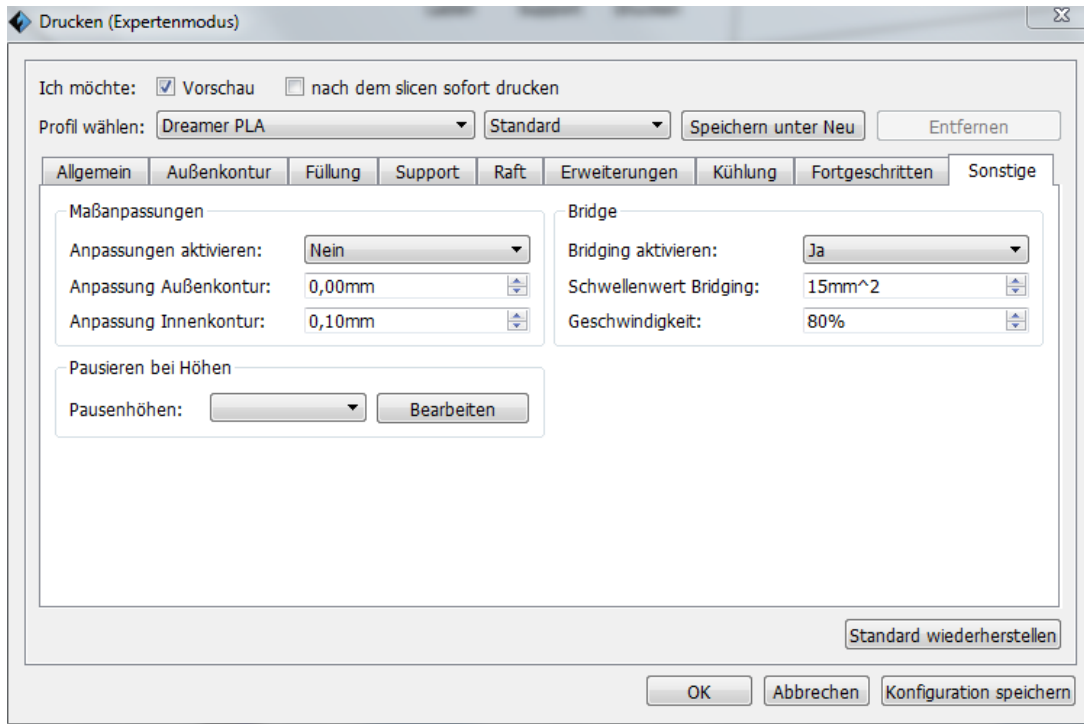 Drucken (Expertenmodus)
Ich möchte: Vorschau nach dem slicen sofort drucken
Profil wählen: Dreamer PLA Standard Speichern unter Neu Entfernen
Allgemein Außenkontur Füllung Support Raft Erweiterungen Kühlung Fortgeschritten Sonstige
Maßanpassungen
Anpassungen aktivieren: Nein
Anpassung Außenkontur: 0,00mm
Anpassung Innenkontur: 0,10mm
Bridge
Bridging aktivieren: Ja
Schwellenwert Bridging: 15mm^2
Geschwindigkeit: 80%
Pausieren bei Höhen
Pausenhöhen: Bearbeiten
Standard wiederherstellen
OK Abbrechen Konfiguration speichern